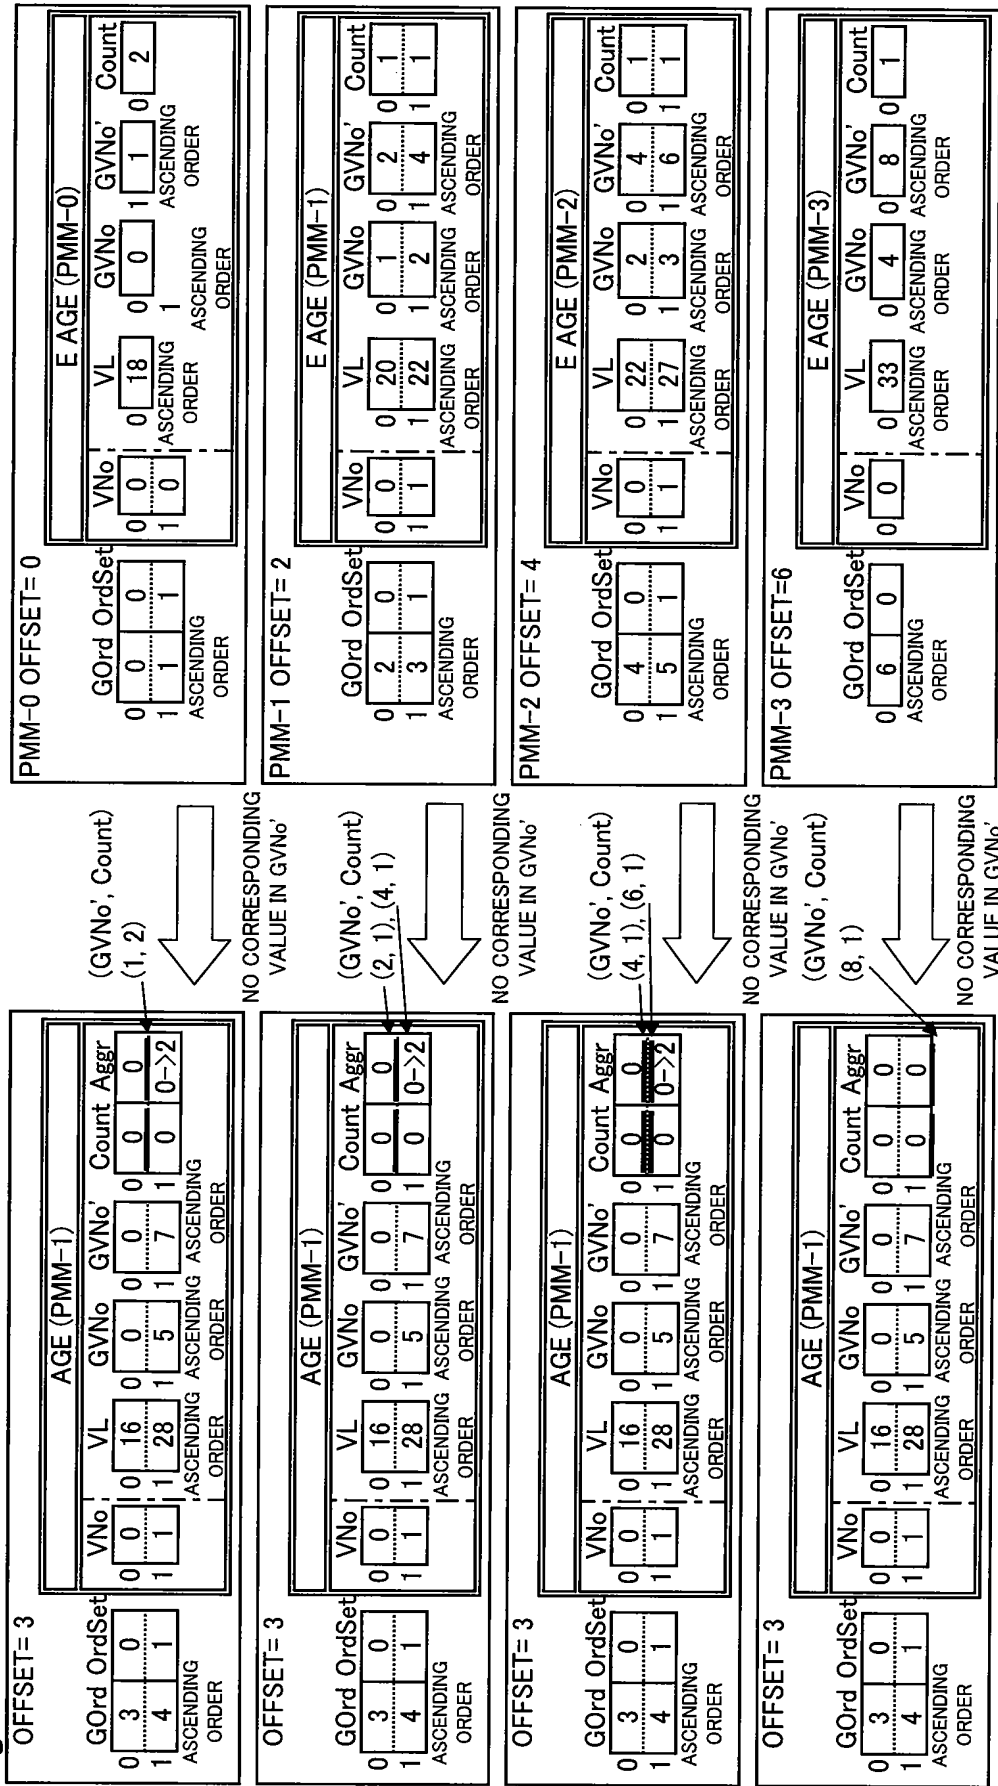 OFFSET= 3
AGE (PMM-1)
GOrd OrdSet VNo VL GVNo GVNo' Count Aggr
0 3 0 0 0 0 16 0 0 0 0 0 0 0
1 4 1 1 1 1 28 1 5 1 7 1 0 0->2
ASCENDING ORDER ASCENDING ORDER ASCENDING ORDER ASCENDING ORDER
(GVNo', Count)
(1, 2)
NO CORRESPONDING
VALUE IN GVNo'
PMM-0 OFFSET= 0
E AGE (PMM-0)
GOrd OrdSet VNo VL GVNo GVNo' Count
0 0 0 0 0 0 18 0 0 1 1 0 2
1 1 1 1 0 1
ASCENDING ORDER ASCENDING ORDER ASCENDING ORDER ASCENDING ORDER
OFFSET= 3
AGE (PMM-1)
GOrd OrdSet VNo VL GVNo GVNo' Count Aggr
0 3 0 0 0 0 16 0 0 0 0 0 0 0
1 4 1 1 1 1 28 1 5 1 7 1 0 0->2
ASCENDING ORDER ASCENDING ORDER ASCENDING ORDER ASCENDING ORDER
(GVNo', Count)
(2, 1), (4, 1)
NO CORRESPONDING
VALUE IN GVNo'
PMM-1 OFFSET= 2
E AGE (PMM-1)
GOrd OrdSet VNo VL GVNo GVNo' Count
0 2 0 0 0 0 20 0 1 0 2 0 1
1 3 1 1 1 1 22 1 2 1 4 1 1
ASCENDING ORDER ASCENDING ORDER ASCENDING ORDER ASCENDING ORDER
OFFSET= 3
AGE (PMM-1)
GOrd OrdSet VNo VL GVNo GVNo' Count Aggr
0 3 0 0 0 0 16 0 0 0 0 0 0 0
1 4 1 1 1 1 28 1 5 1 7 1 0 0->2
ASCENDING ORDER ASCENDING ORDER ASCENDING ORDER ASCENDING ORDER
(GVNo', Count)
(4, 1), (6, 1)
NO CORRESPONDING
VALUE IN GVNo'
PMM-2 OFFSET= 4
E AGE (PMM-2)
GOrd OrdSet VNo VL GVNo GVNo' Count
0 4 0 0 0 0 22 0 2 0 4 0 1
1 5 1 1 1 1 27 1 3 1 6 1 1
ASCENDING ORDER ASCENDING ORDER ASCENDING ORDER ASCENDING ORDER
OFFSET= 3
AGE (PMM-1)
GOrd OrdSet VNo VL GVNo GVNo' Count Aggr
0 3 0 0 0 0 16 0 0 0 0 0 0 0
1 4 1 1 1 1 28 1 5 1 7 1 0 0
ASCENDING ORDER ASCENDING ORDER ASCENDING ORDER ASCENDING ORDER
(GVNo', Count)
(8, 1)
NO CORRESPONDING
VALUE IN GVNo'
PMM-3 OFFSET=6
E AGE (PMM-3)
GOrd OrdSet VNo VL GVNo GVNo' Count
0 6 0 0 0 0 33 0 4 0 8 0 1
ASCENDING ORDER ASCENDING ORDER ASCENDING ORDER ASCENDING ORDER